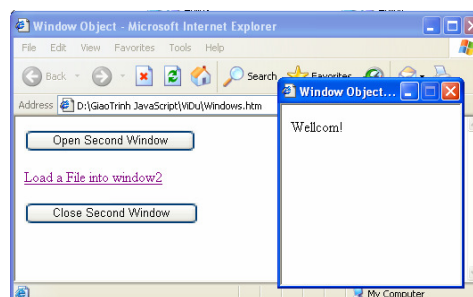 Window Object - Microsoft Internet Explorer
File Edit View Favorites Tools Help
Back Search Favorites
Address D:\GiaoTrinh JavaScript\ViDu\Windows.htm
Open Second Window
Load a File into window2
Close Second Window
Window Object...
Wellcom!
My Computer